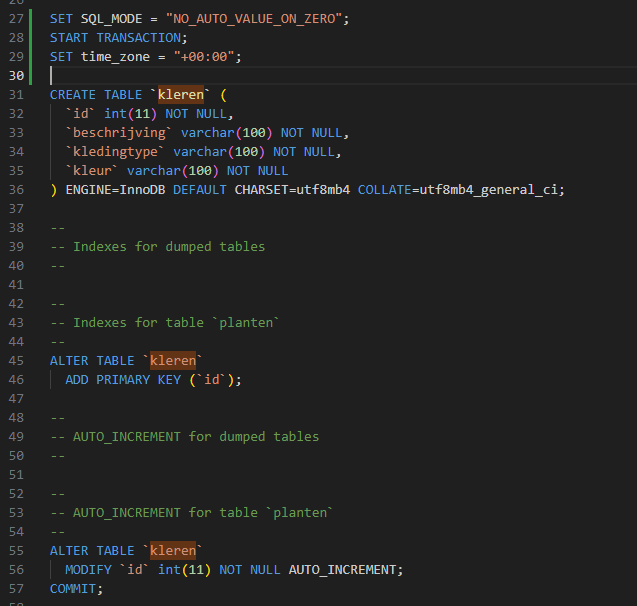 27 SET SQL_MODE = "NO_AUTO_VALUE_ON_ZERO";
28 START TRANSACTION;
29 SET time_zone = "+00:00";
30
31 CREATE TABLE `kleren` (
32   `id` int(11) NOT NULL,
33   `beschrijving` varchar(100) NOT NULL,
34   `kledingtype` varchar(100) NOT NULL,
35   `kleur` varchar(100) NOT NULL
36 ) ENGINE=InnoDB DEFAULT CHARSET=utf8mb4 COLLATE=utf8mb4_general_ci;
37
38 --
39 -- Indexes for dumped tables
40 --
41
42 --
43 -- Indexes for table `planten`
44 --
45 ALTER TABLE `kleren`
46   ADD PRIMARY KEY (`id`);
47
48 --
49 -- AUTO_INCREMENT for dumped tables
50 --
51
52 --
53 -- AUTO_INCREMENT for table `planten`
54 --
55 ALTER TABLE `kleren`
56   MODIFY `id` int(11) NOT NULL AUTO_INCREMENT;
57 COMMIT;